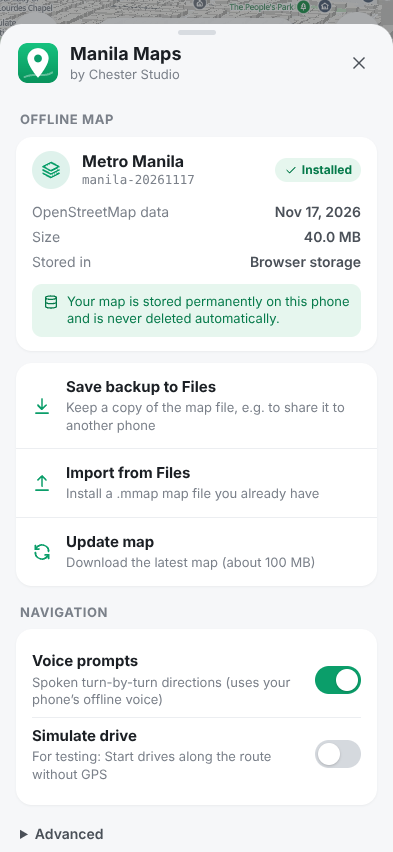 Lourdes Chapel
The People's Park
Manila Maps
by Chester Studio
OFFLINE MAP
Metro Manila
manila-20261117
Installed
OpenStreetMap data
Nov 17, 2026
Size
40.0 MB
Stored in
Browser storage
Your map is stored permanently on this phone
and is never deleted automatically.
Save backup to Files
Keep a copy of the map file, e.g. to share it to
another phone
Import from Files
Install a .mmap map file you already have
Update map
Download the latest map (about 100 MB)
NAVIGATION
Voice prompts
Spoken turn-by-turn directions (uses your
phone’s offline voice)
Simulate drive
For testing: Start drives along the route
without GPS
Advanced